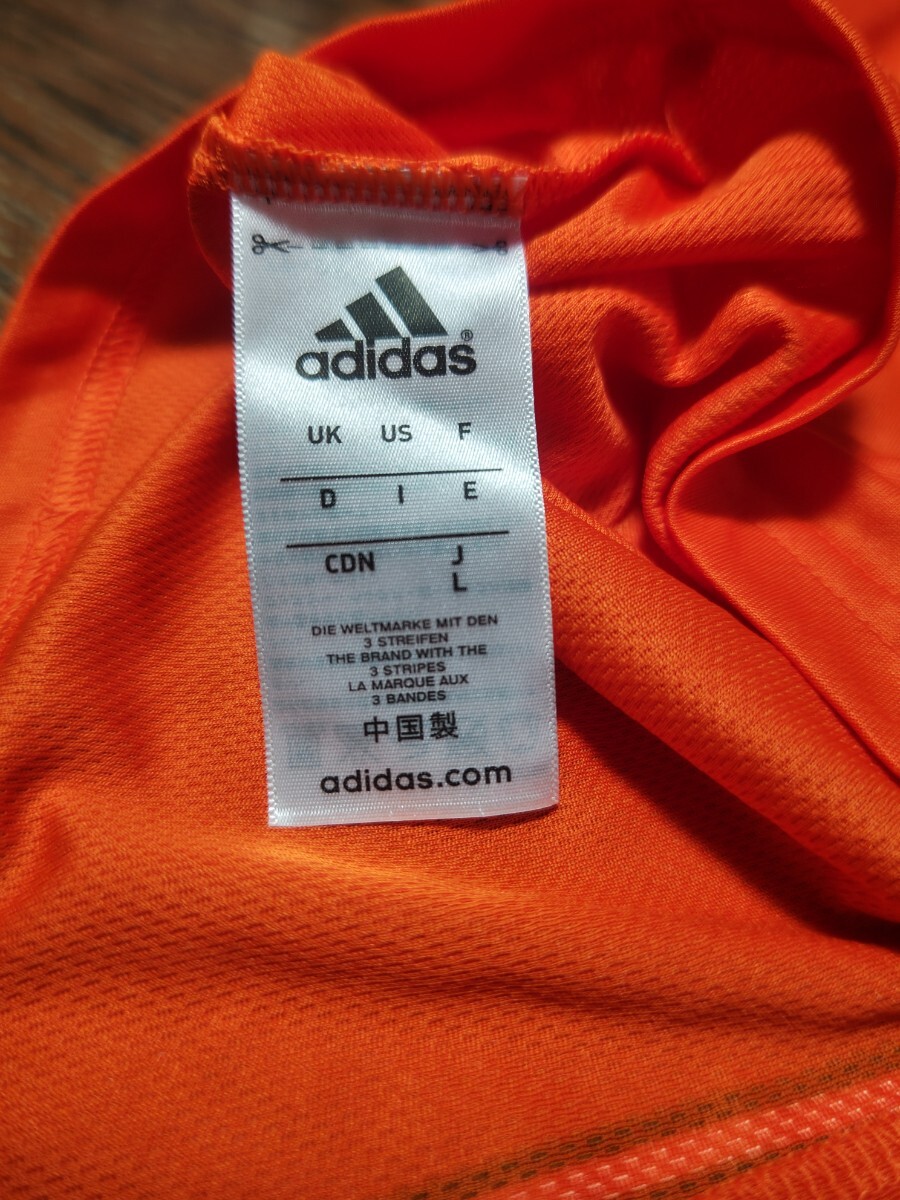 adidas®
UK US F
D I E
CDN J
L
DIE WELTMARKE MIT DEN
3 STREIFEN
THE BRAND WITH THE
3 STRIPES
LA MARQUE AUX
3 BANDES
中国製
adidas.com